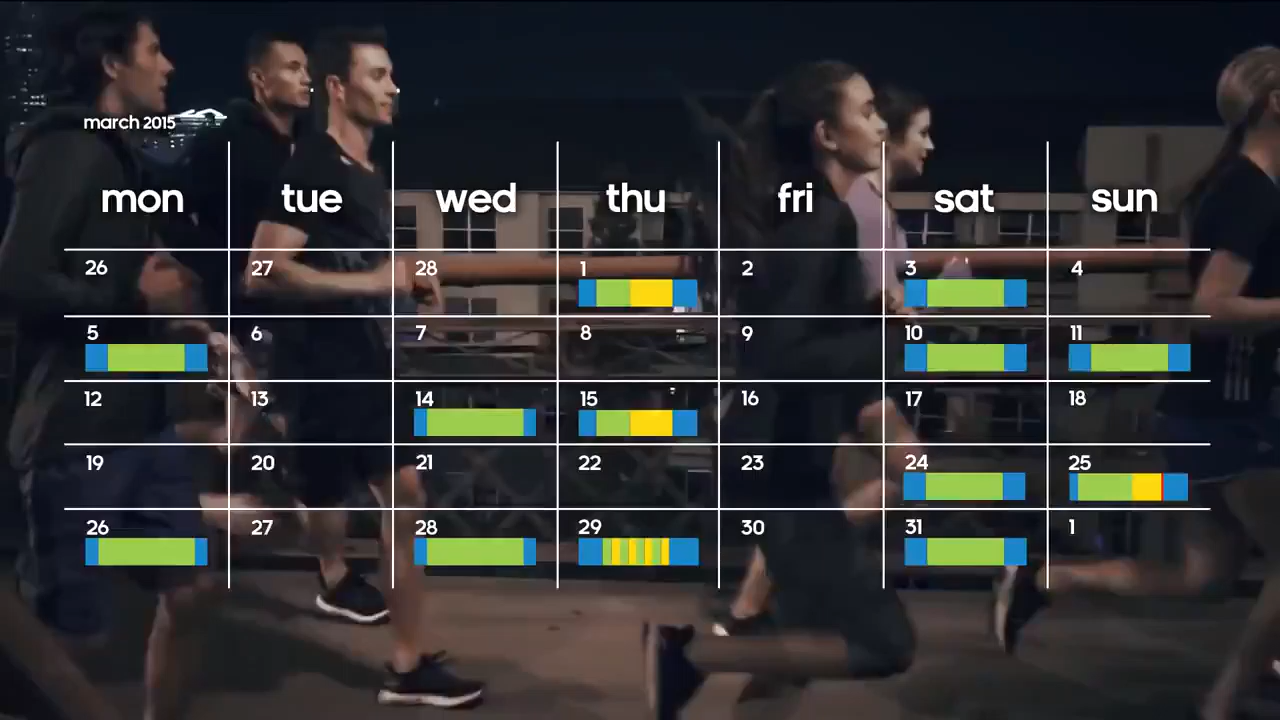 march 2015
mon tue wed thu fri sat sun
26 27 28 1 2 3 4
5 6 7 8 9 10 11
12 13 14 15 16 17 18
19 20 21 22 23 24 25
26 27 28 29 30 31 1